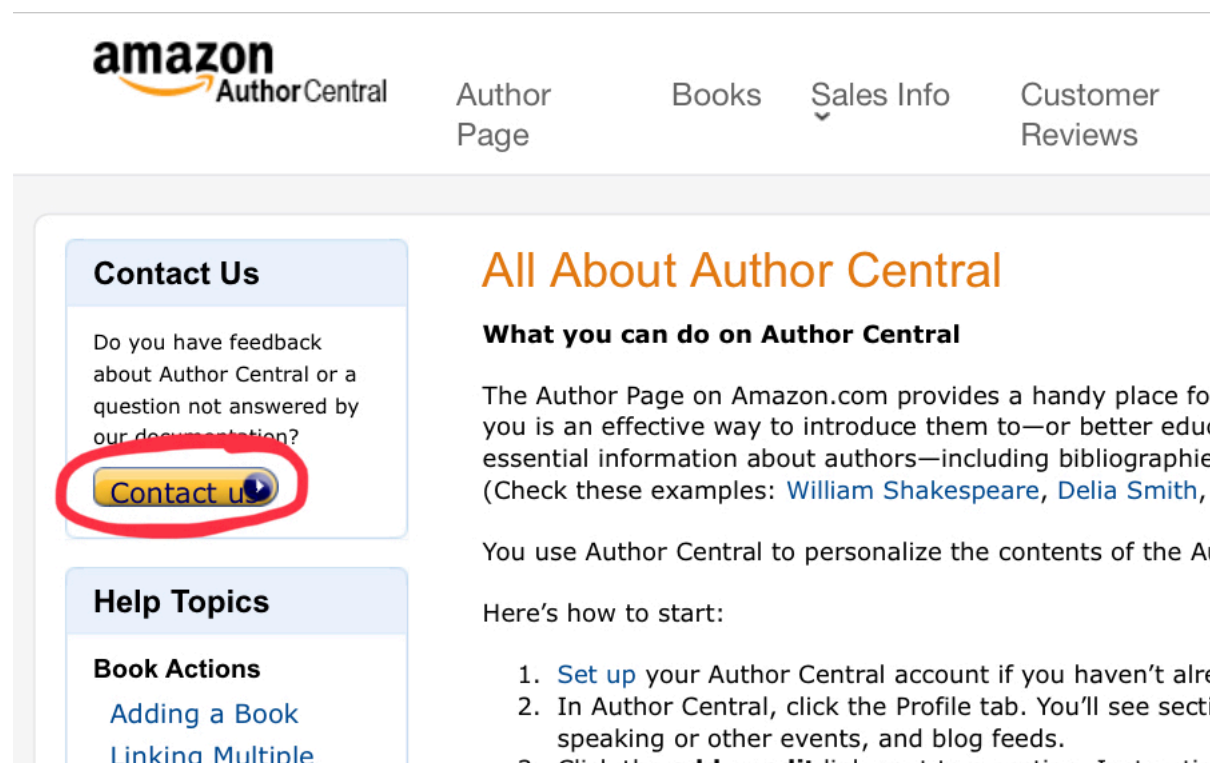 amazon
AuthorCentral
Author Page
Books
Sales Info
Customer Reviews
Contact Us
Do you have feedback
about Author Central or a
question not answered by
our documentation?
Contact us
Help Topics
Book Actions
Adding a Book
Linking Multiple
All About Author Central
What you can do on Author Central
The Author Page on Amazon.com provides a handy place fo
you is an effective way to introduce them to—or better educ
essential information about authors—including bibliographie
(Check these examples: William Shakespeare, Delia Smith,
You use Author Central to personalize the contents of the Au
Here's how to start:
1. Set up your Author Central account if you haven't alre
2. In Author Central, click the Profile tab. You'll see secti
speaking or other events, and blog feeds.